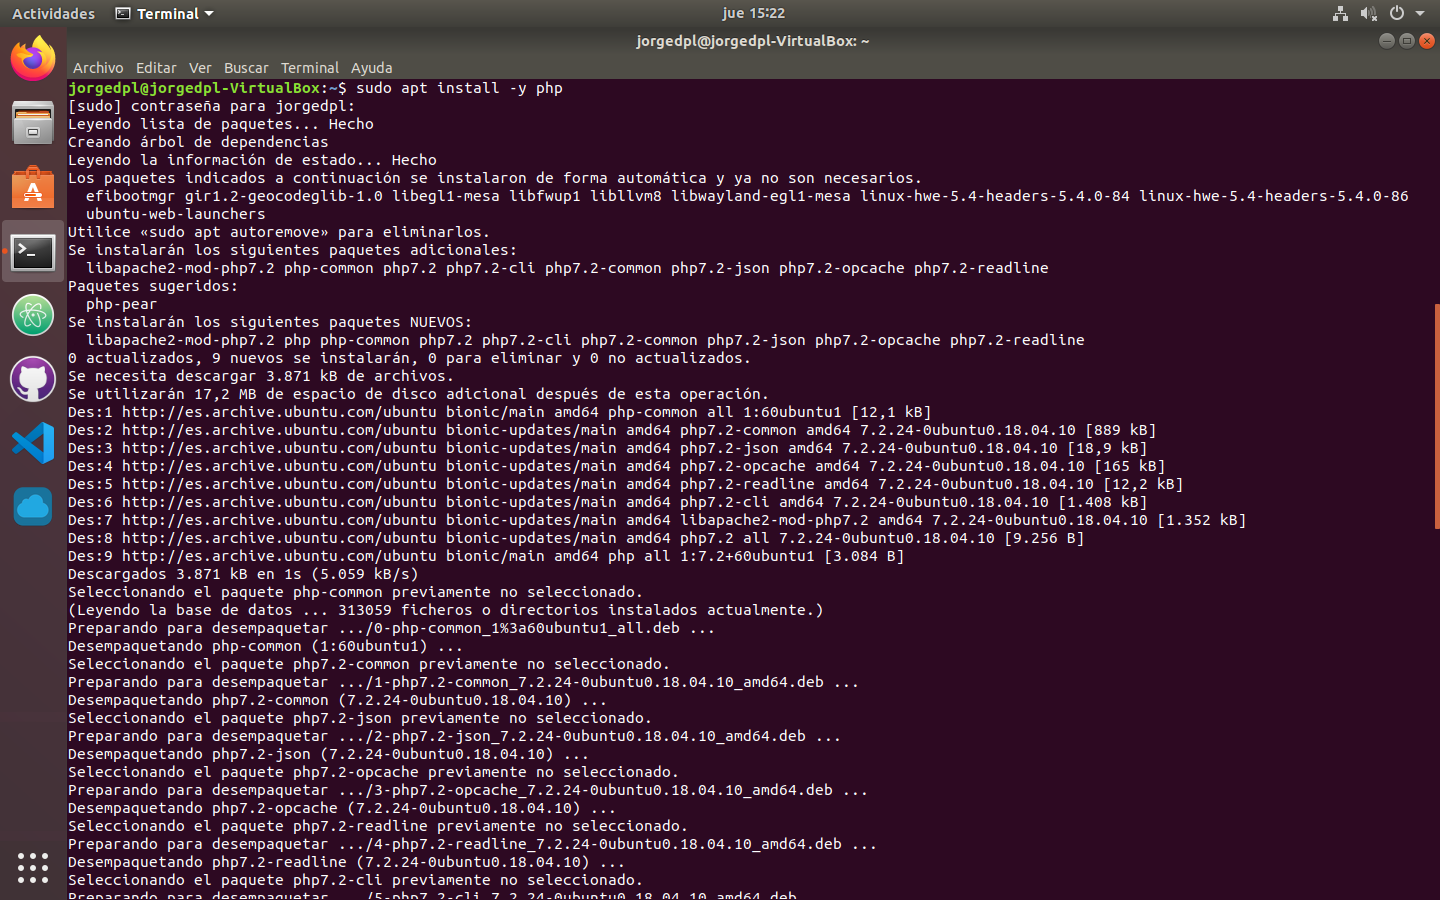 Actividades Terminal jue 15:22
jorgedpl@jorgedpl-VirtualBox: ~
Archivo Editar Ver Buscar Terminal Ayuda
jorgedpl@jorgedpl-VirtualBox:~$ sudo apt install -y php
[sudo] contraseña para jorgedpl:
Leyendo lista de paquetes... Hecho
Creando árbol de dependencias
Leyendo la información de estado... Hecho
Los paquetes indicados a continuación se instalaron de forma automática y ya no son necesarios.
efibootmgr gir1.2-geocodeglib-1.0 libegl1-mesa libfwup1 libllvm8 libwayland-egl1-mesa linux-hwe-5.4-headers-5.4.0-84 linux-hwe-5.4-headers-5.4.0-86
ubuntu-web-launchers
Utilice «sudo apt autoremove» para eliminarlos.
Se instalarán los siguientes paquetes adicionales:
libapache2-mod-php7.2 php-common php7.2 php7.2-cli php7.2-common php7.2-json php7.2-opcache php7.2-readline
Paquetes sugeridos:
php-pear
Se instalarán los siguientes paquetes NUEVOS:
libapache2-mod-php7.2 php php-common php7.2 php7.2-cli php7.2-common php7.2-json php7.2-opcache php7.2-readline
0 actualizados, 9 nuevos se instalarán, 0 para eliminar y 0 no actualizados.
Se necesita descargar 3.871 kB de archivos.
Se utilizarán 17,2 MB de espacio de disco adicional después de esta operación.
Des:1 http://es.archive.ubuntu.com/ubuntu bionic/main amd64 php-common all 1:60ubuntu1 [12,1 kB]
Des:2 http://es.archive.ubuntu.com/ubuntu bionic-updates/main amd64 php7.2-common amd64 7.2.24-0ubuntu0.18.04.10 [889 kB]
Des:3 http://es.archive.ubuntu.com/ubuntu bionic-updates/main amd64 php7.2-json amd64 7.2.24-0ubuntu0.18.04.10 [18,9 kB]
Des:4 http://es.archive.ubuntu.com/ubuntu bionic-updates/main amd64 php7.2-opcache amd64 7.2.24-0ubuntu0.18.04.10 [165 kB]
Des:5 http://es.archive.ubuntu.com/ubuntu bionic-updates/main amd64 php7.2-readline amd64 7.2.24-0ubuntu0.18.04.10 [12,2 kB]
Des:6 http://es.archive.ubuntu.com/ubuntu bionic-updates/main amd64 php7.2-cli amd64 7.2.24-0ubuntu0.18.04.10 [1.408 kB]
Des:7 http://es.archive.ubuntu.com/ubuntu bionic-updates/main amd64 libapache2-mod-php7.2 amd64 7.2.24-0ubuntu0.18.04.10 [1.352 kB]
Des:8 http://es.archive.ubuntu.com/ubuntu bionic-updates/main amd64 php7.2 all 7.2.24-0ubuntu0.18.04.10 [9.256 B]
Des:9 http://es.archive.ubuntu.com/ubuntu bionic/main amd64 php all 1:7.2+60ubuntu1 [3.084 B]
Descargados 3.871 kB en 1s (5.059 kB/s)
Seleccionando el paquete php-common previamente no seleccionado.
(Leyendo la base de datos ... 313059 ficheros o directorios instalados actualmente.)
Preparando para desempaquetar .../0-php-common_1%3a60ubuntu1_all.deb ...
Desempaquetando php-common (1:60ubuntu1) ...
Seleccionando el paquete php7.2-common previamente no seleccionado.
Preparando para desempaquetar .../1-php7.2-common_7.2.24-0ubuntu0.18.04.10_amd64.deb ...
Desempaquetando php7.2-common (7.2.24-0ubuntu0.18.04.10) ...
Seleccionando el paquete php7.2-json previamente no seleccionado.
Preparando para desempaquetar .../2-php7.2-json_7.2.24-0ubuntu0.18.04.10_amd64.deb ...
Desempaquetando php7.2-json (7.2.24-0ubuntu0.18.04.10) ...
Seleccionando el paquete php7.2-opcache previamente no seleccionado.
Preparando para desempaquetar .../3-php7.2-opcache_7.2.24-0ubuntu0.18.04.10_amd64.deb ...
Desempaquetando php7.2-opcache (7.2.24-0ubuntu0.18.04.10) ...
Seleccionando el paquete php7.2-readline previamente no seleccionado.
Preparando para desempaquetar .../4-php7.2-readline_7.2.24-0ubuntu0.18.04.10_amd64.deb ...
Desempaquetando php7.2-readline (7.2.24-0ubuntu0.18.04.10) ...
Seleccionando el paquete php7.2-cli previamente no seleccionado.
Preparando para desempaquetar .../5-php7.2-cli_7.2.24-0ubuntu0.18.04.10_amd64.deb ...